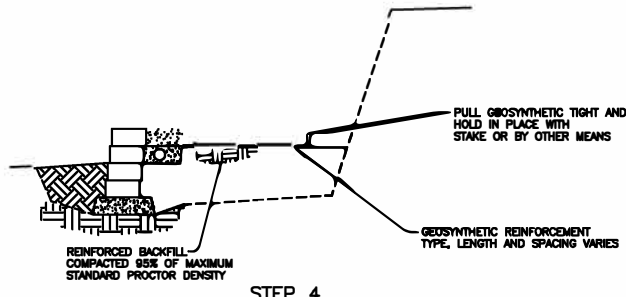 PULL GEOSYNTHETIC TIGHT AND
HOLD IN PLACE WITH
STAKE OR BY OTHER MEANS
GEOSYNTHETIC REINFORCEMENT
TYPE, LENGTH AND SPACING VARIES
REINFORCED BACKFILL
COMPACTED 95% OF MAXIMUM
STANDARD PROCTOR DENSITY
STEP 4